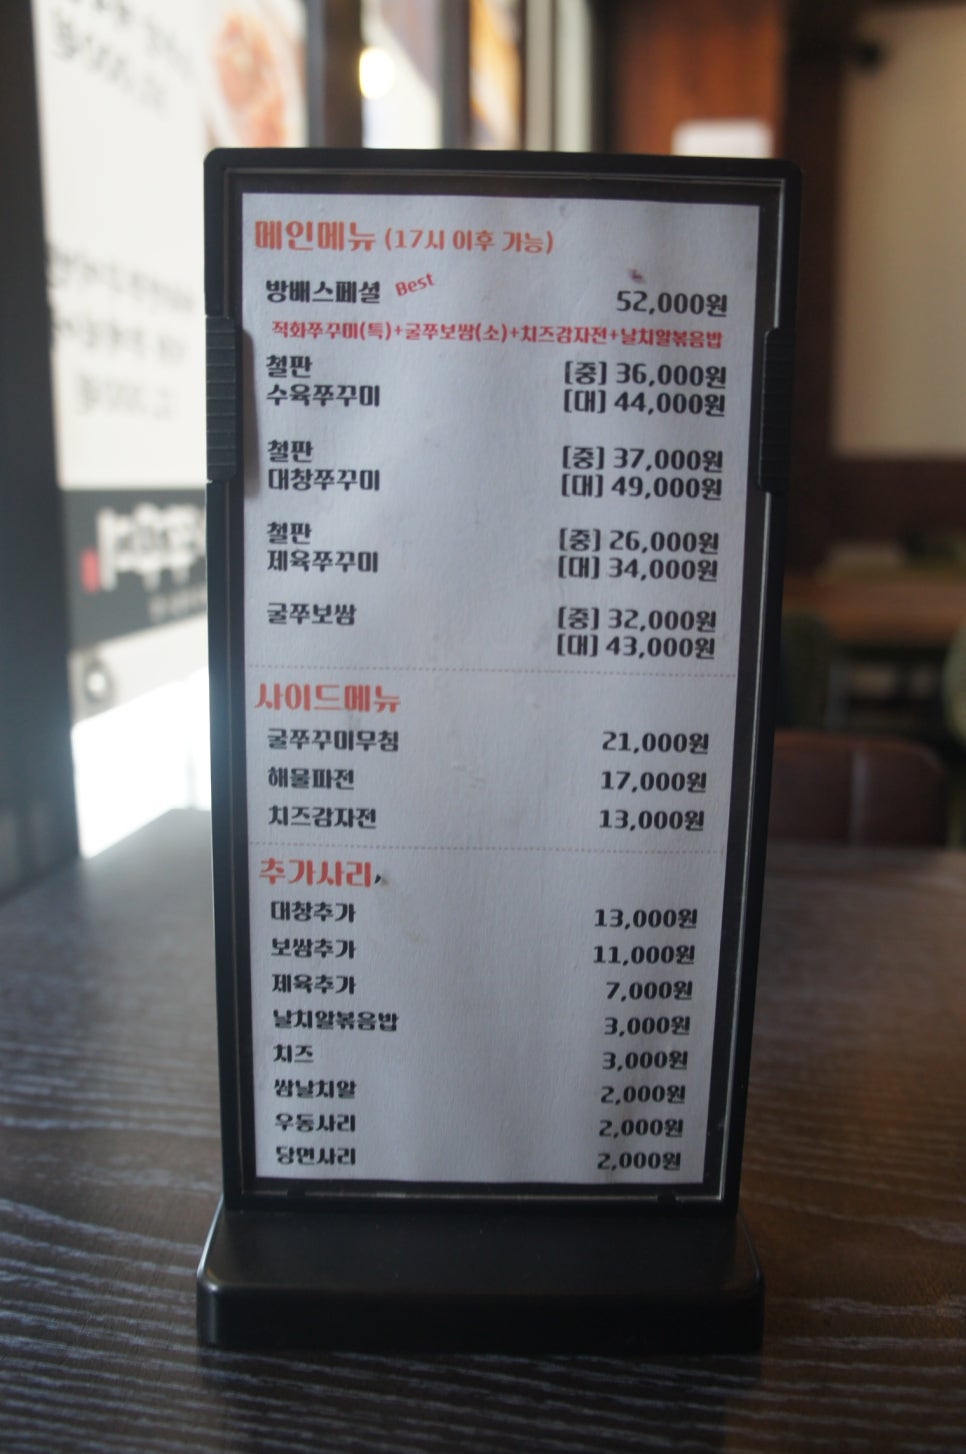 메인메뉴 (17시 이후 가능)
방배스페셜 Best 52,000원
직화쭈꾸미(특)+굴쭈보쌈(소)+치즈감자전+날치알볶음밥
철판 [중] 36,000원
수육쭈꾸미 [대] 44,000원
철판 [중] 37,000원
대창쭈꾸미 [대] 49,000원
철판 [중] 26,000원
제육쭈꾸미 [대] 34,000원
굴쭈보쌈 [중] 32,000원
[대] 43,000원
사이드메뉴
굴쭈꾸미무침 21,000원
해물파전 17,000원
치즈감자전 13,000원
추가사리
대창추가 13,000원
보쌈추가 11,000원
제육추가 7,000원
날치알볶음밥 3,000원
치즈 3,000원
쌈날치알 2,000원
우동사리 2,000원
당면사리 2,000원